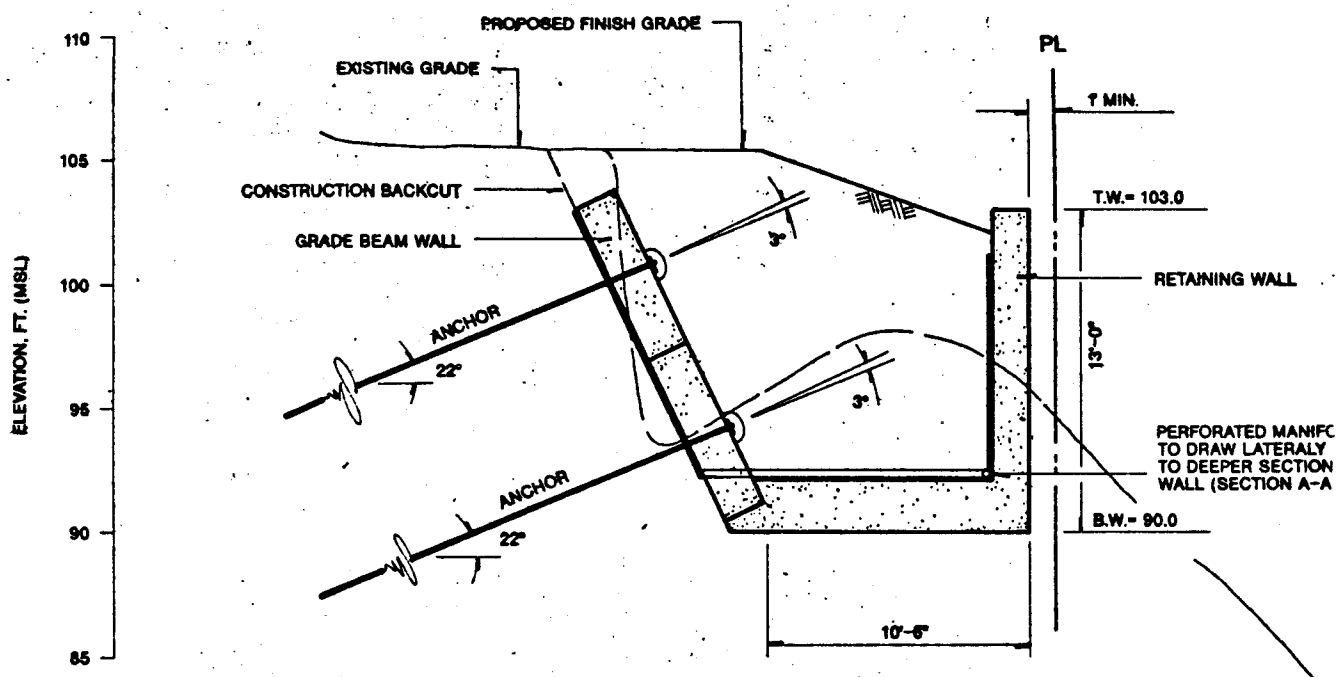 PROPOSED FINISH GRADE
110
PL
EXISTING GRADE
1' MIN.
105
CONSTRUCTION BACKCUT
T.W.= 103.0
3°
GRADE BEAM WALL
100
RETAINING WALL
ELEVATION, FT. (MSL)
ANCHOR
22°
13'-0"
95
3°
PERFORATED MANIFC
TO DRAW LATERALY
TO DEEPER SECTION
WALL (SECTION A-A
ANCHOR
90
B.W.= 90.0
22°
10'-6"
85